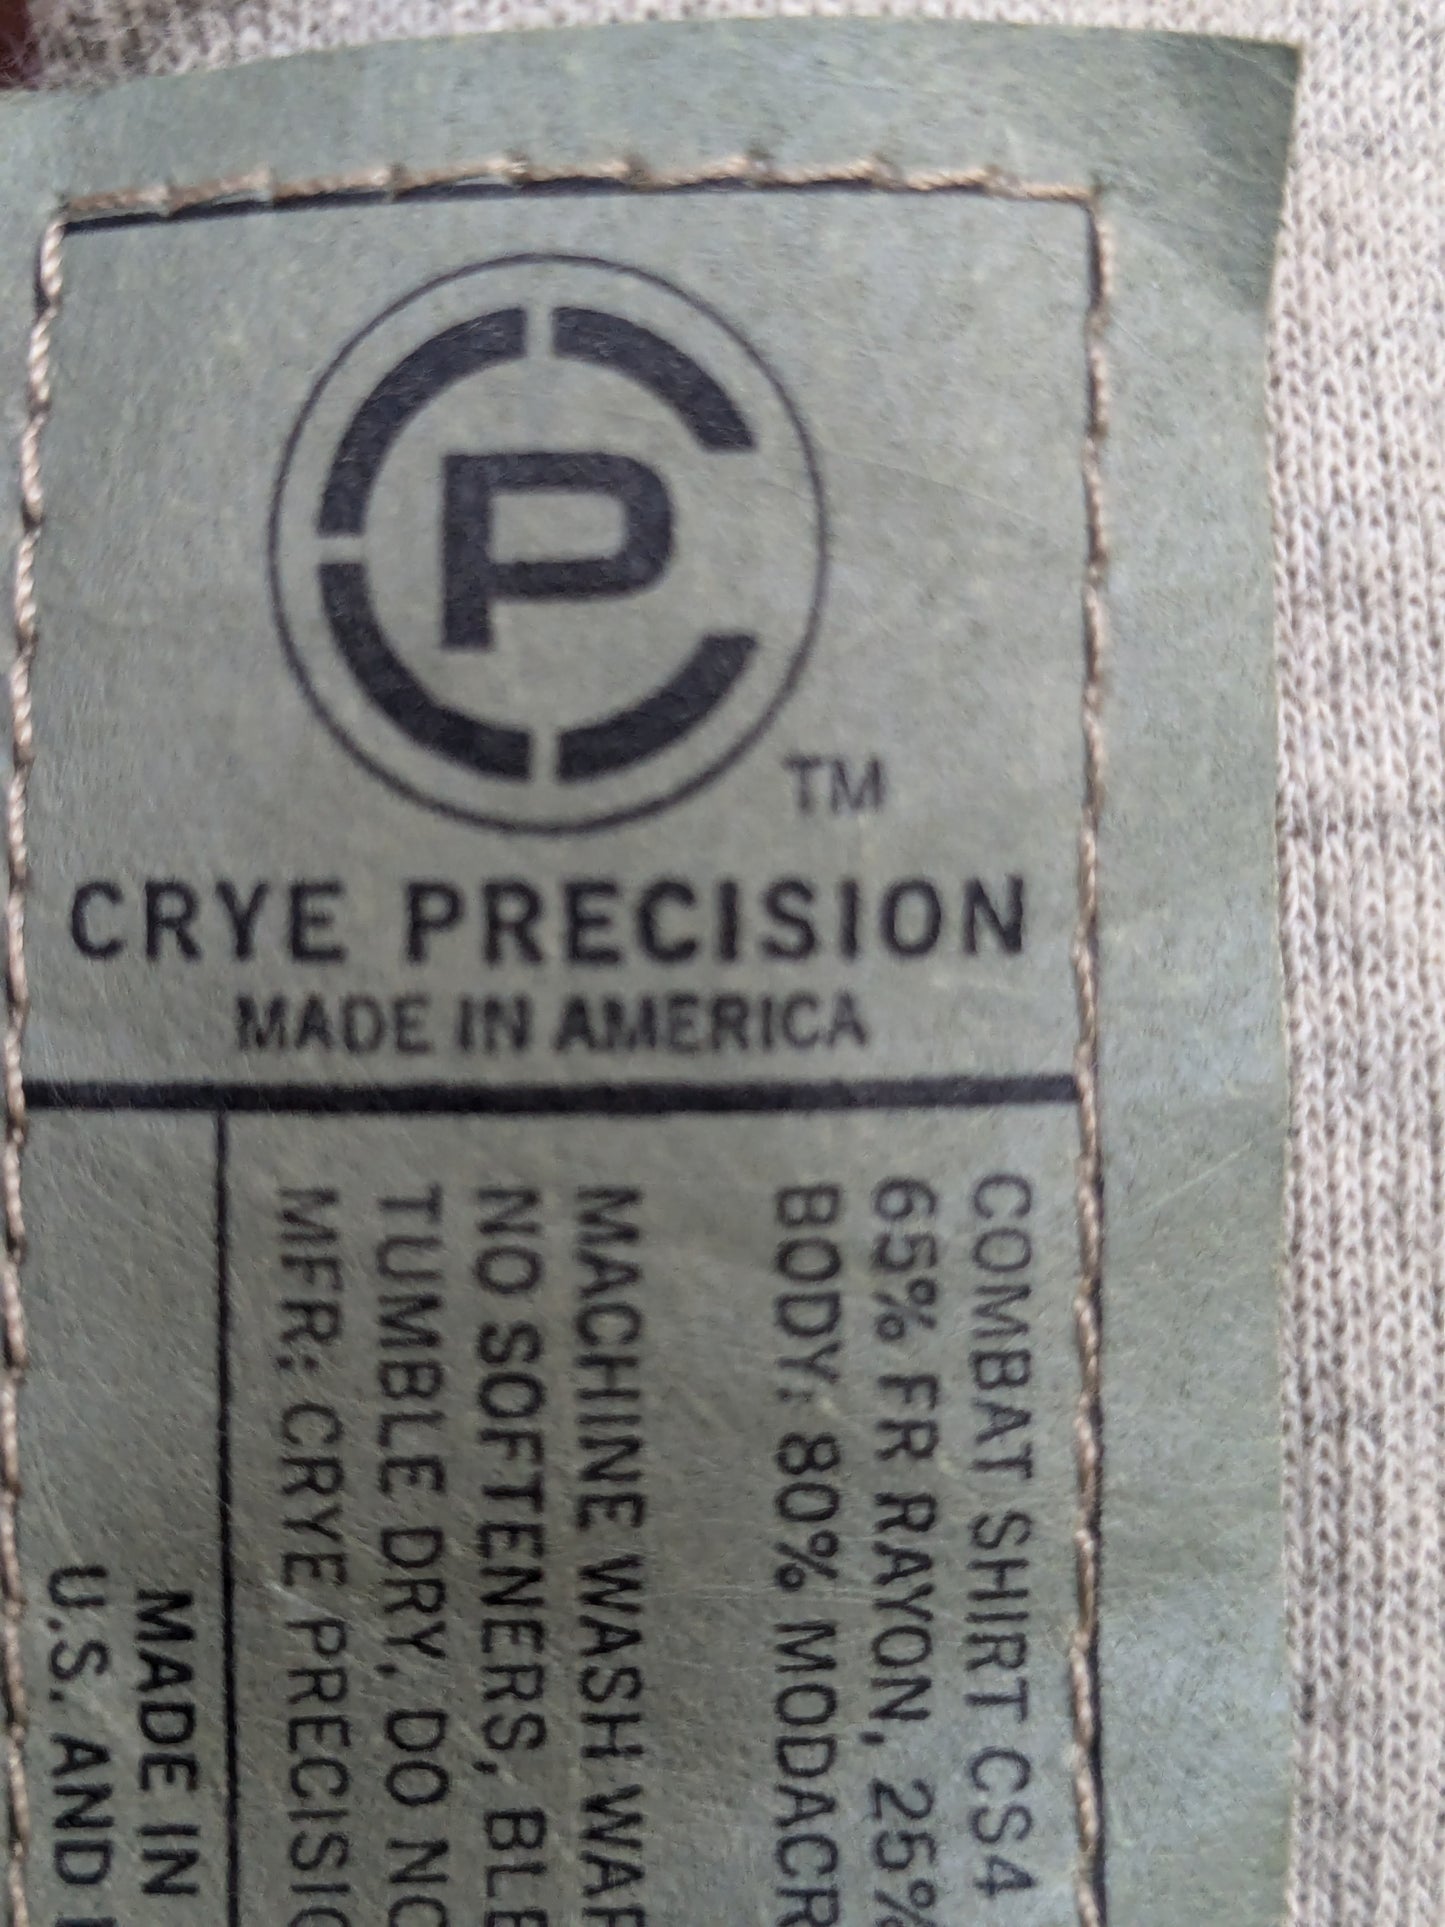 CP
TM
CRYE PRECISION
MADE IN AMERICA
COMBAT SHIRT CS4
65% FR RAYON, 25%
BODY: 80% MODACR
MACHINE WASH WAR
NO SOFTENERS, BLE
TUMBLE DRY, DO NO
MFR: CRYE PRECISIO
MADE IN
U.S. AND